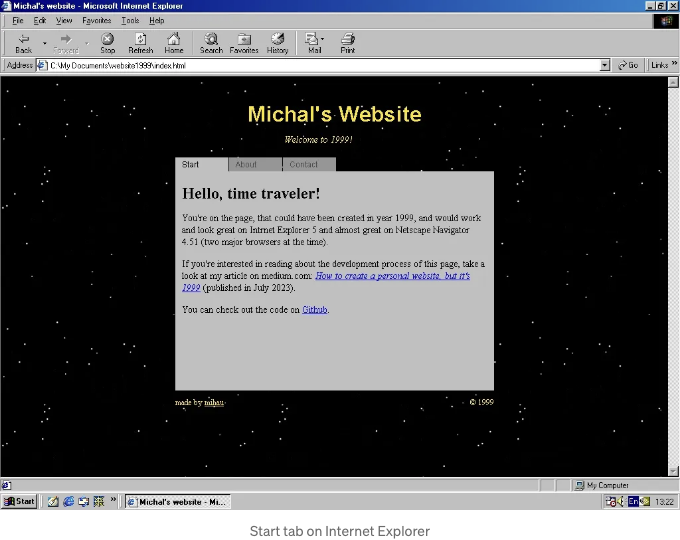 Michal's website - Microsoft Internet Explorer
File Edit View Favorites Tools Help
Back Forward Stop Refresh Home Search Favorites History Mail Print
Address C:\My Documents\website1999\index.html Go Links »
Michal's Website
Welcome to 1999!
Start About Contact
Hello, time traveler!
You're on the page, that could have been created in year 1999, and would work
and look great on Intrnet Explorer 5 and almost great on Netscape Navigator
4.51 (two major browsers at the time).
If you're interested in reading about the development process of this page, take a
look at my article on medium.com: How to create a personal website, but it's
1999 (published in July 2023).
You can check out the code on Github.
made by mihau © 1999
My Computer
Start » Michal's website - Mi... En 13:22
Start tab on Internet Explorer